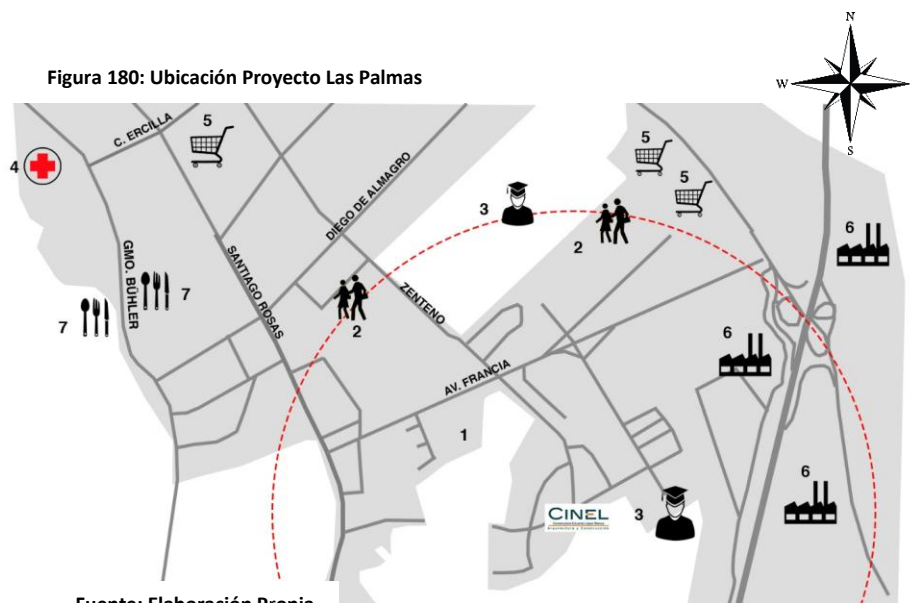 Figura 180: Ubicación Proyecto Las Palmas
N
W
S
C. ERCILLA
5
4
DIEGO DE ALMAGRO
3
5
5
2
6
GMO. BÜHLER
SANTIAGO ROSAS
7
7
2
ZENTENO
6
AV. FRANCIA
1
6
CINEL
3
Fuente: Elaboración Propia